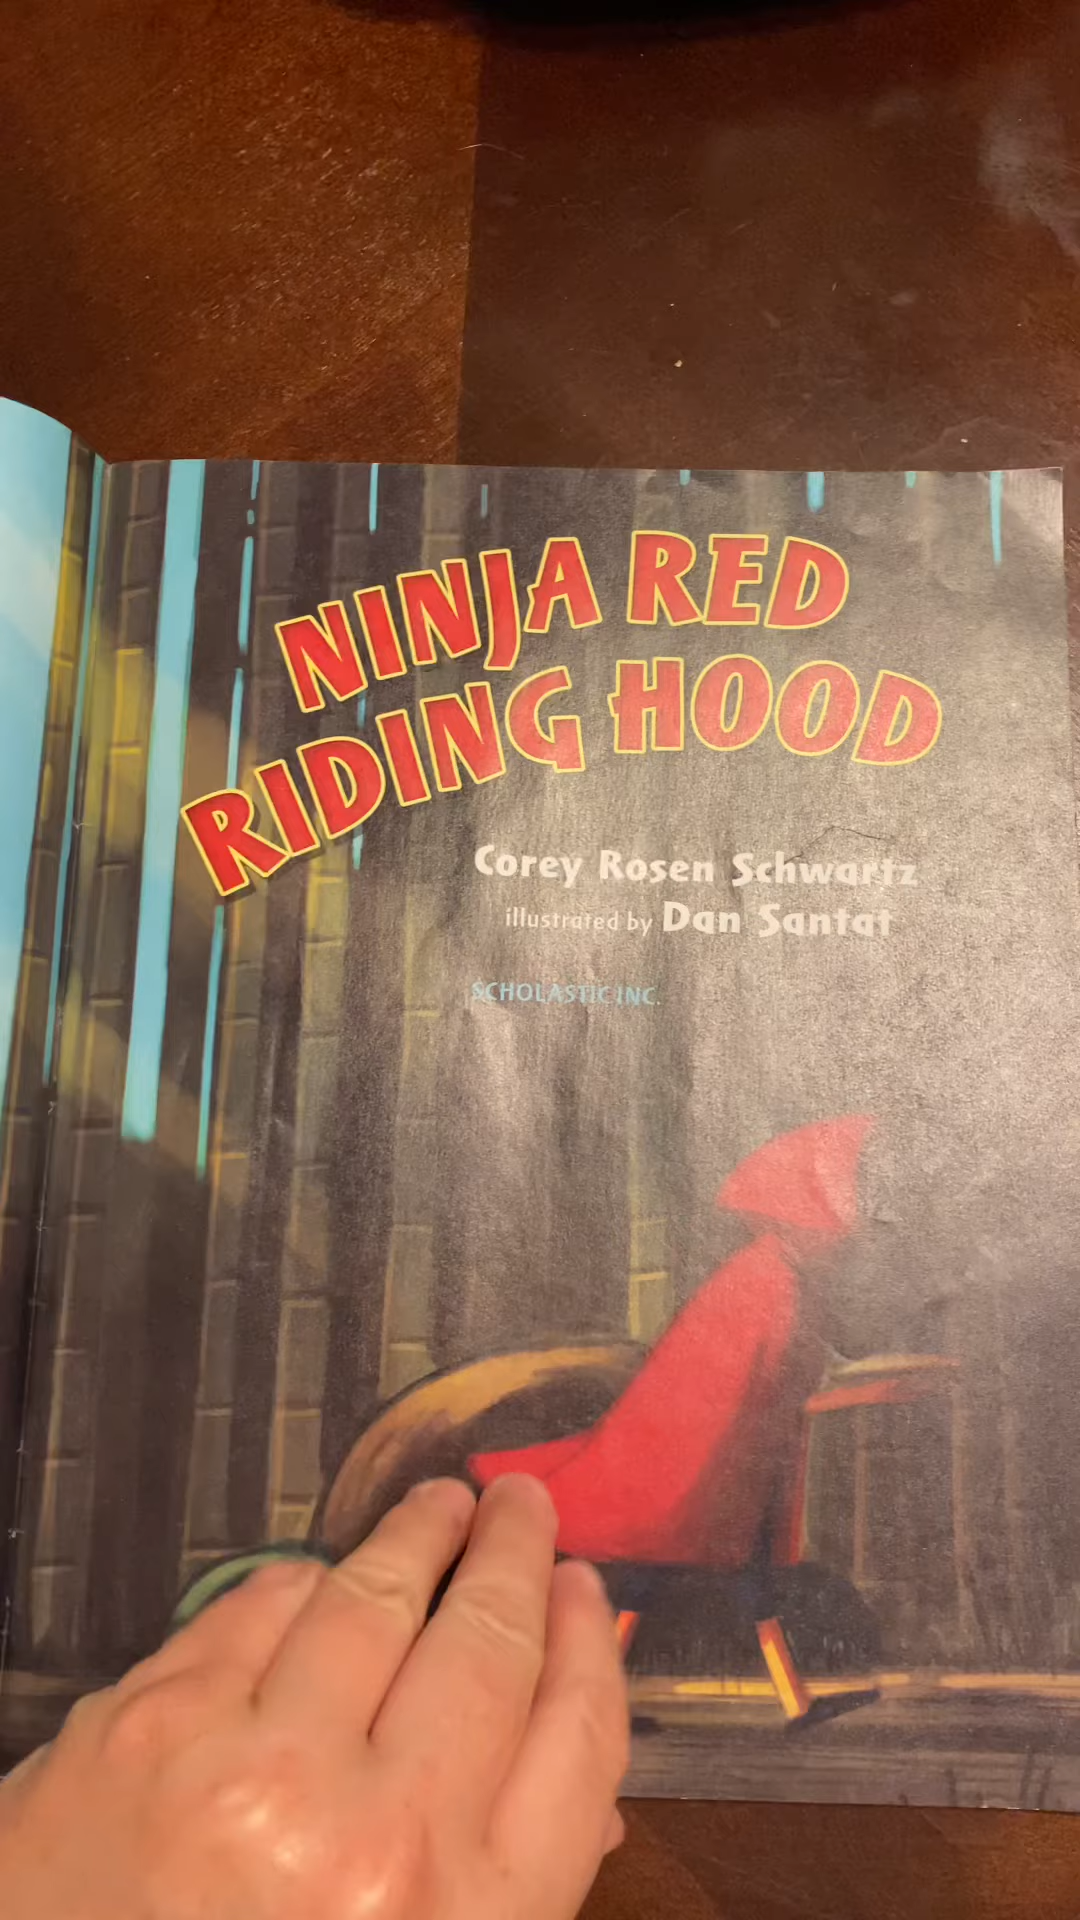 NINJA RED
RIDING HOOD
Corey Rosen Schwartz
illustrated by Dan Santat
SCHOLASTIC INC.